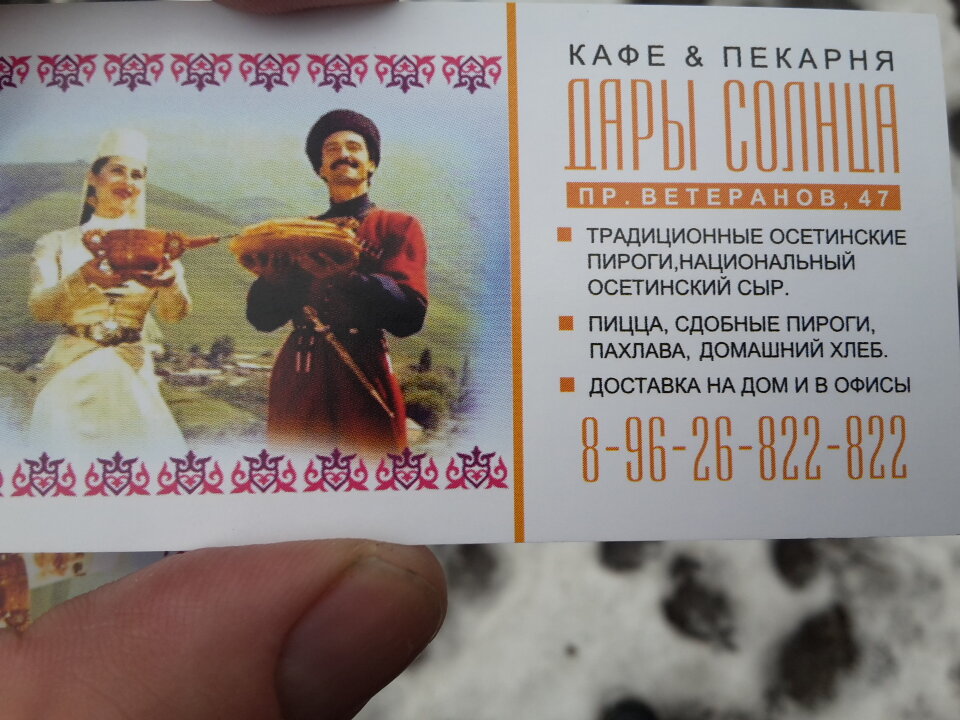 КАФЕ & ПЕКАРНЯ
ДАРЫ СОЛНЦА
ПР. ВЕТЕРАНОВ, 47
ТРАДИЦИОННЫЕ ОСЕТИНСКИЕ
ПИРОГИ,НАЦИОНАЛЬНЫЙ
ОСЕТИНСКИЙ СЫР.
ПИЦЦА, СДОБНЫЕ ПИРОГИ,
ПАХЛАВА, ДОМАШНИЙ ХЛЕБ.
ДОСТАВКА НА ДОМ И В ОФИСЫ
8-96-26-822-822